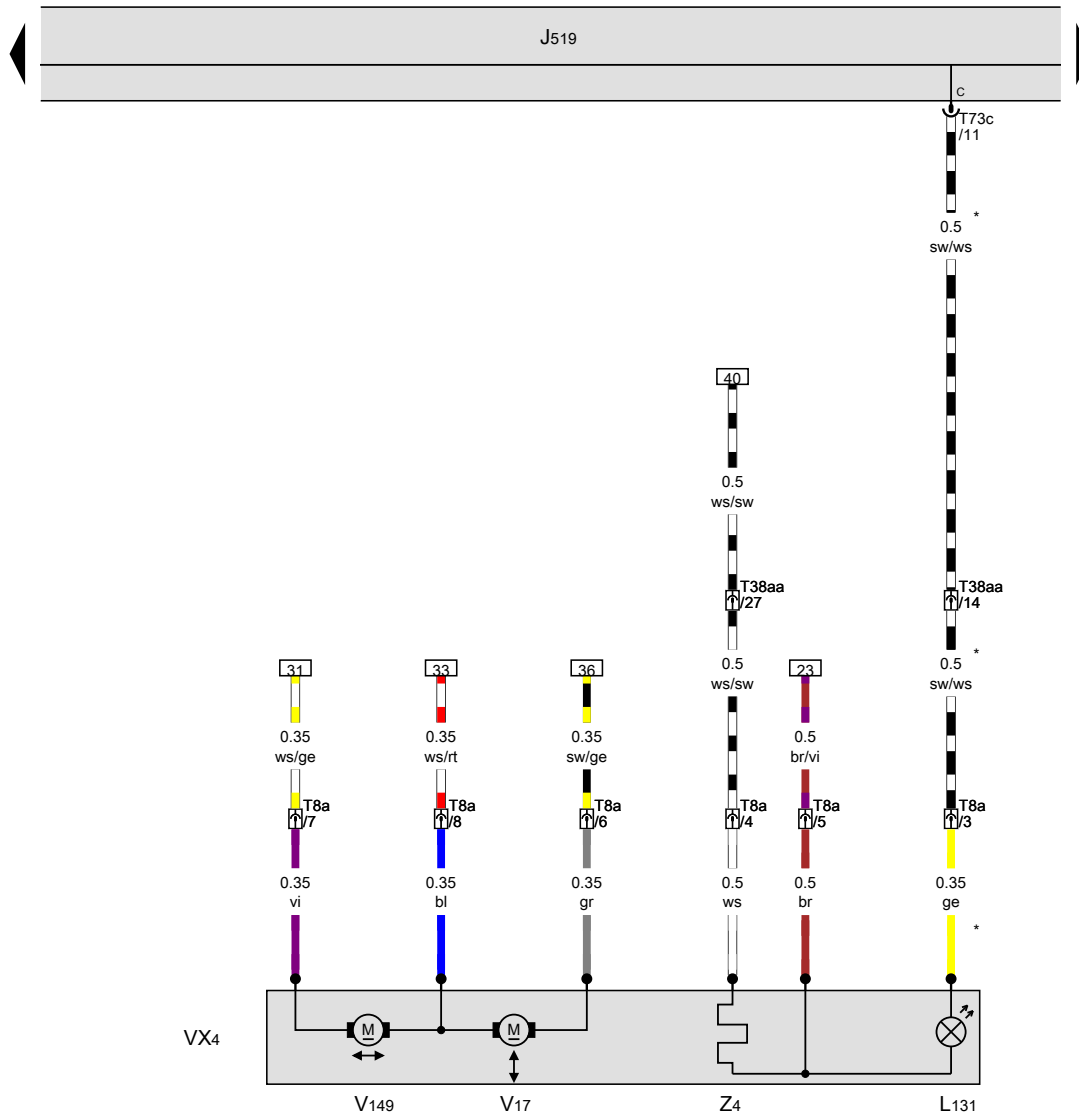 J519
c
T73c
/11
*
0.5
sw/ws
40
0.5
ws/sw
T38aa
/27
T38aa
/14
0.5
ws/sw
*
0.5
sw/ws
31
33
36
23
0.35
ws/ge
0.35
ws/rt
0.35
sw/ge
0.5
br/vi
T8a
/7
T8a
/8
T8a
/6
T8a
/4
T8a
/5
T8a
/3
0.35
vi
0.35
bl
0.35
gr
0.5
ws
0.5
br
0.35
ge
*
VX4
M
M
V149
V17
Z4
L131